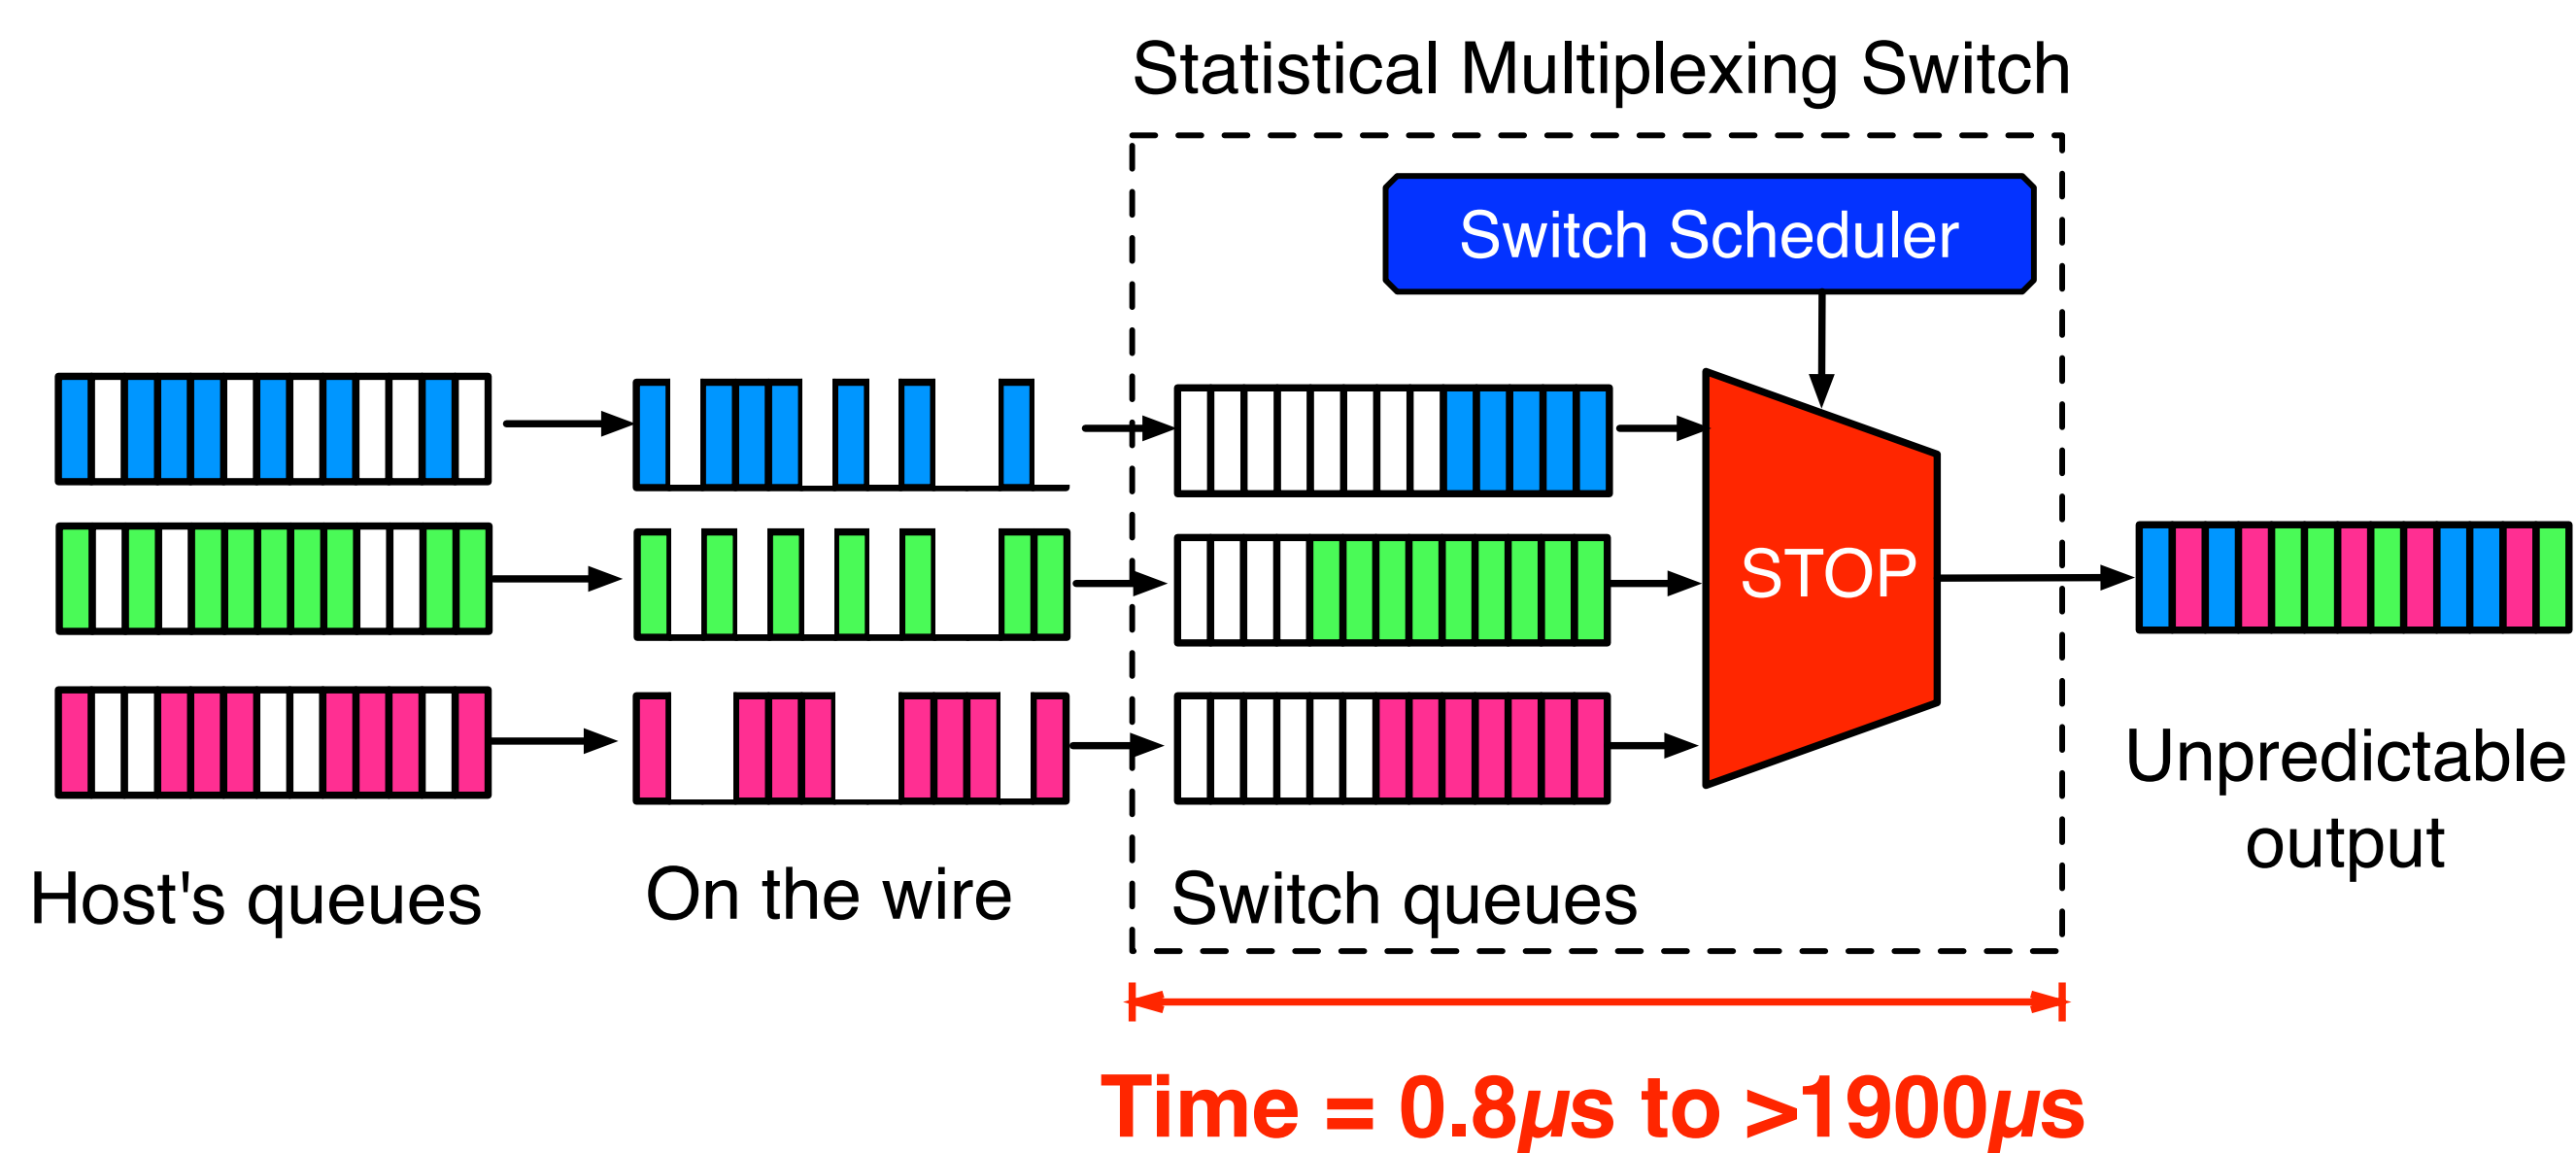 Statistical Multiplexing Switch
Switch Scheduler
STOP
Unpredictable
output
Host's queues
On the wire
Switch queues
Time = 0.8µs to >1900µs